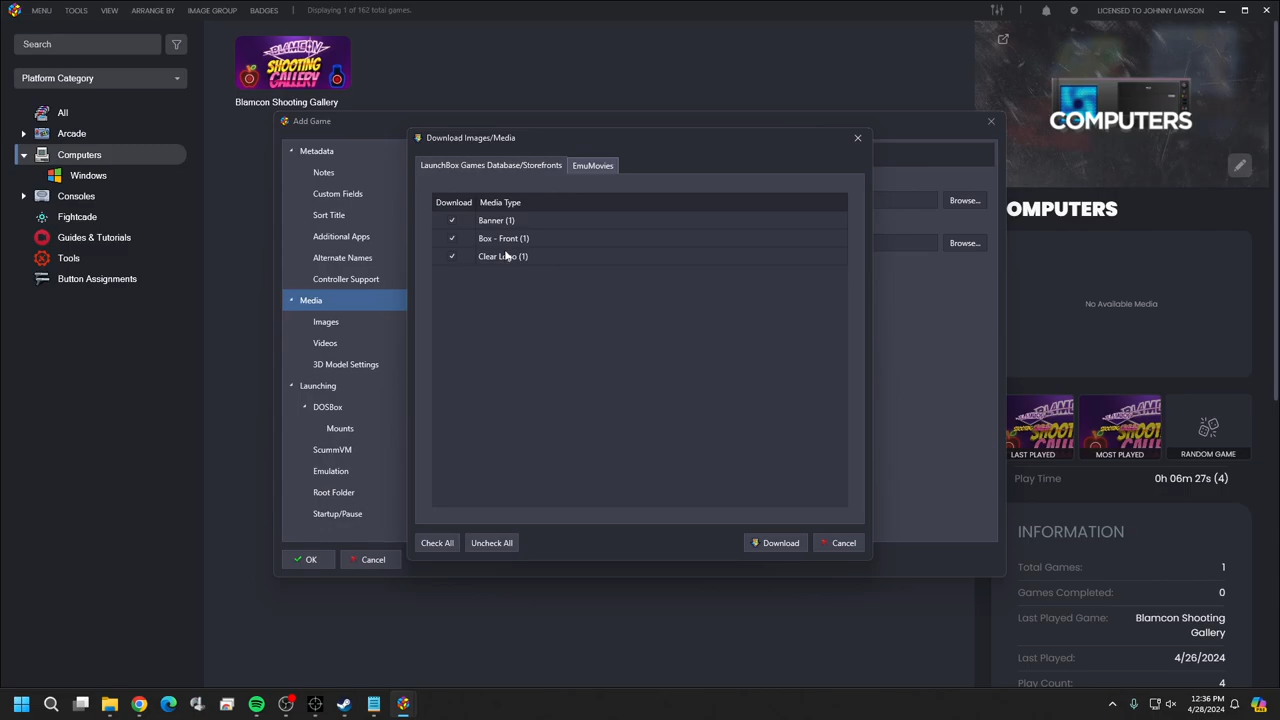 MENU TOOLS VIEW ARRANGE BY IMAGE GROUP BADGES Displaying 1 of 162 total games. LICENSED TO JOHNNY LAWSON
Search
Platform Category
All
Arcade
Computers
Windows
Consoles
Fightcade
Guides & Tutorials
Tools
Button Assignments
BLAMCON
SHOOTING
GALLERY
Blamcon Shooting Gallery
Add Game
Metadata
Notes
Custom Fields
Sort Title
Additional Apps
Alternate Names
Controller Support
Media
Images
Videos
3D Model Settings
Launching
DOSBox
Mounts
ScummVM
Emulation
Root Folder
Startup/Pause
OK
Cancel
Browse...
Browse...
Download Images/Media
LaunchBox Games Database/Storefronts EmuMovies
Download Media Type
Banner (1)
Box - Front (1)
Clear Logo (1)
Check All
Uncheck All
Download
Cancel
COMPUTERS
OMPUTERS
No Available Media
LAST PLAYED
MOST PLAYED
RANDOM GAME
Play Time 0h 06m 27s (4)
INFORMATION
Total Games: 1
Games Completed: 0
Last Played Game: Blamcon Shooting
Gallery
Last Played: 4/26/2024
Play Count: 4
12:36 PM
4/28/2024